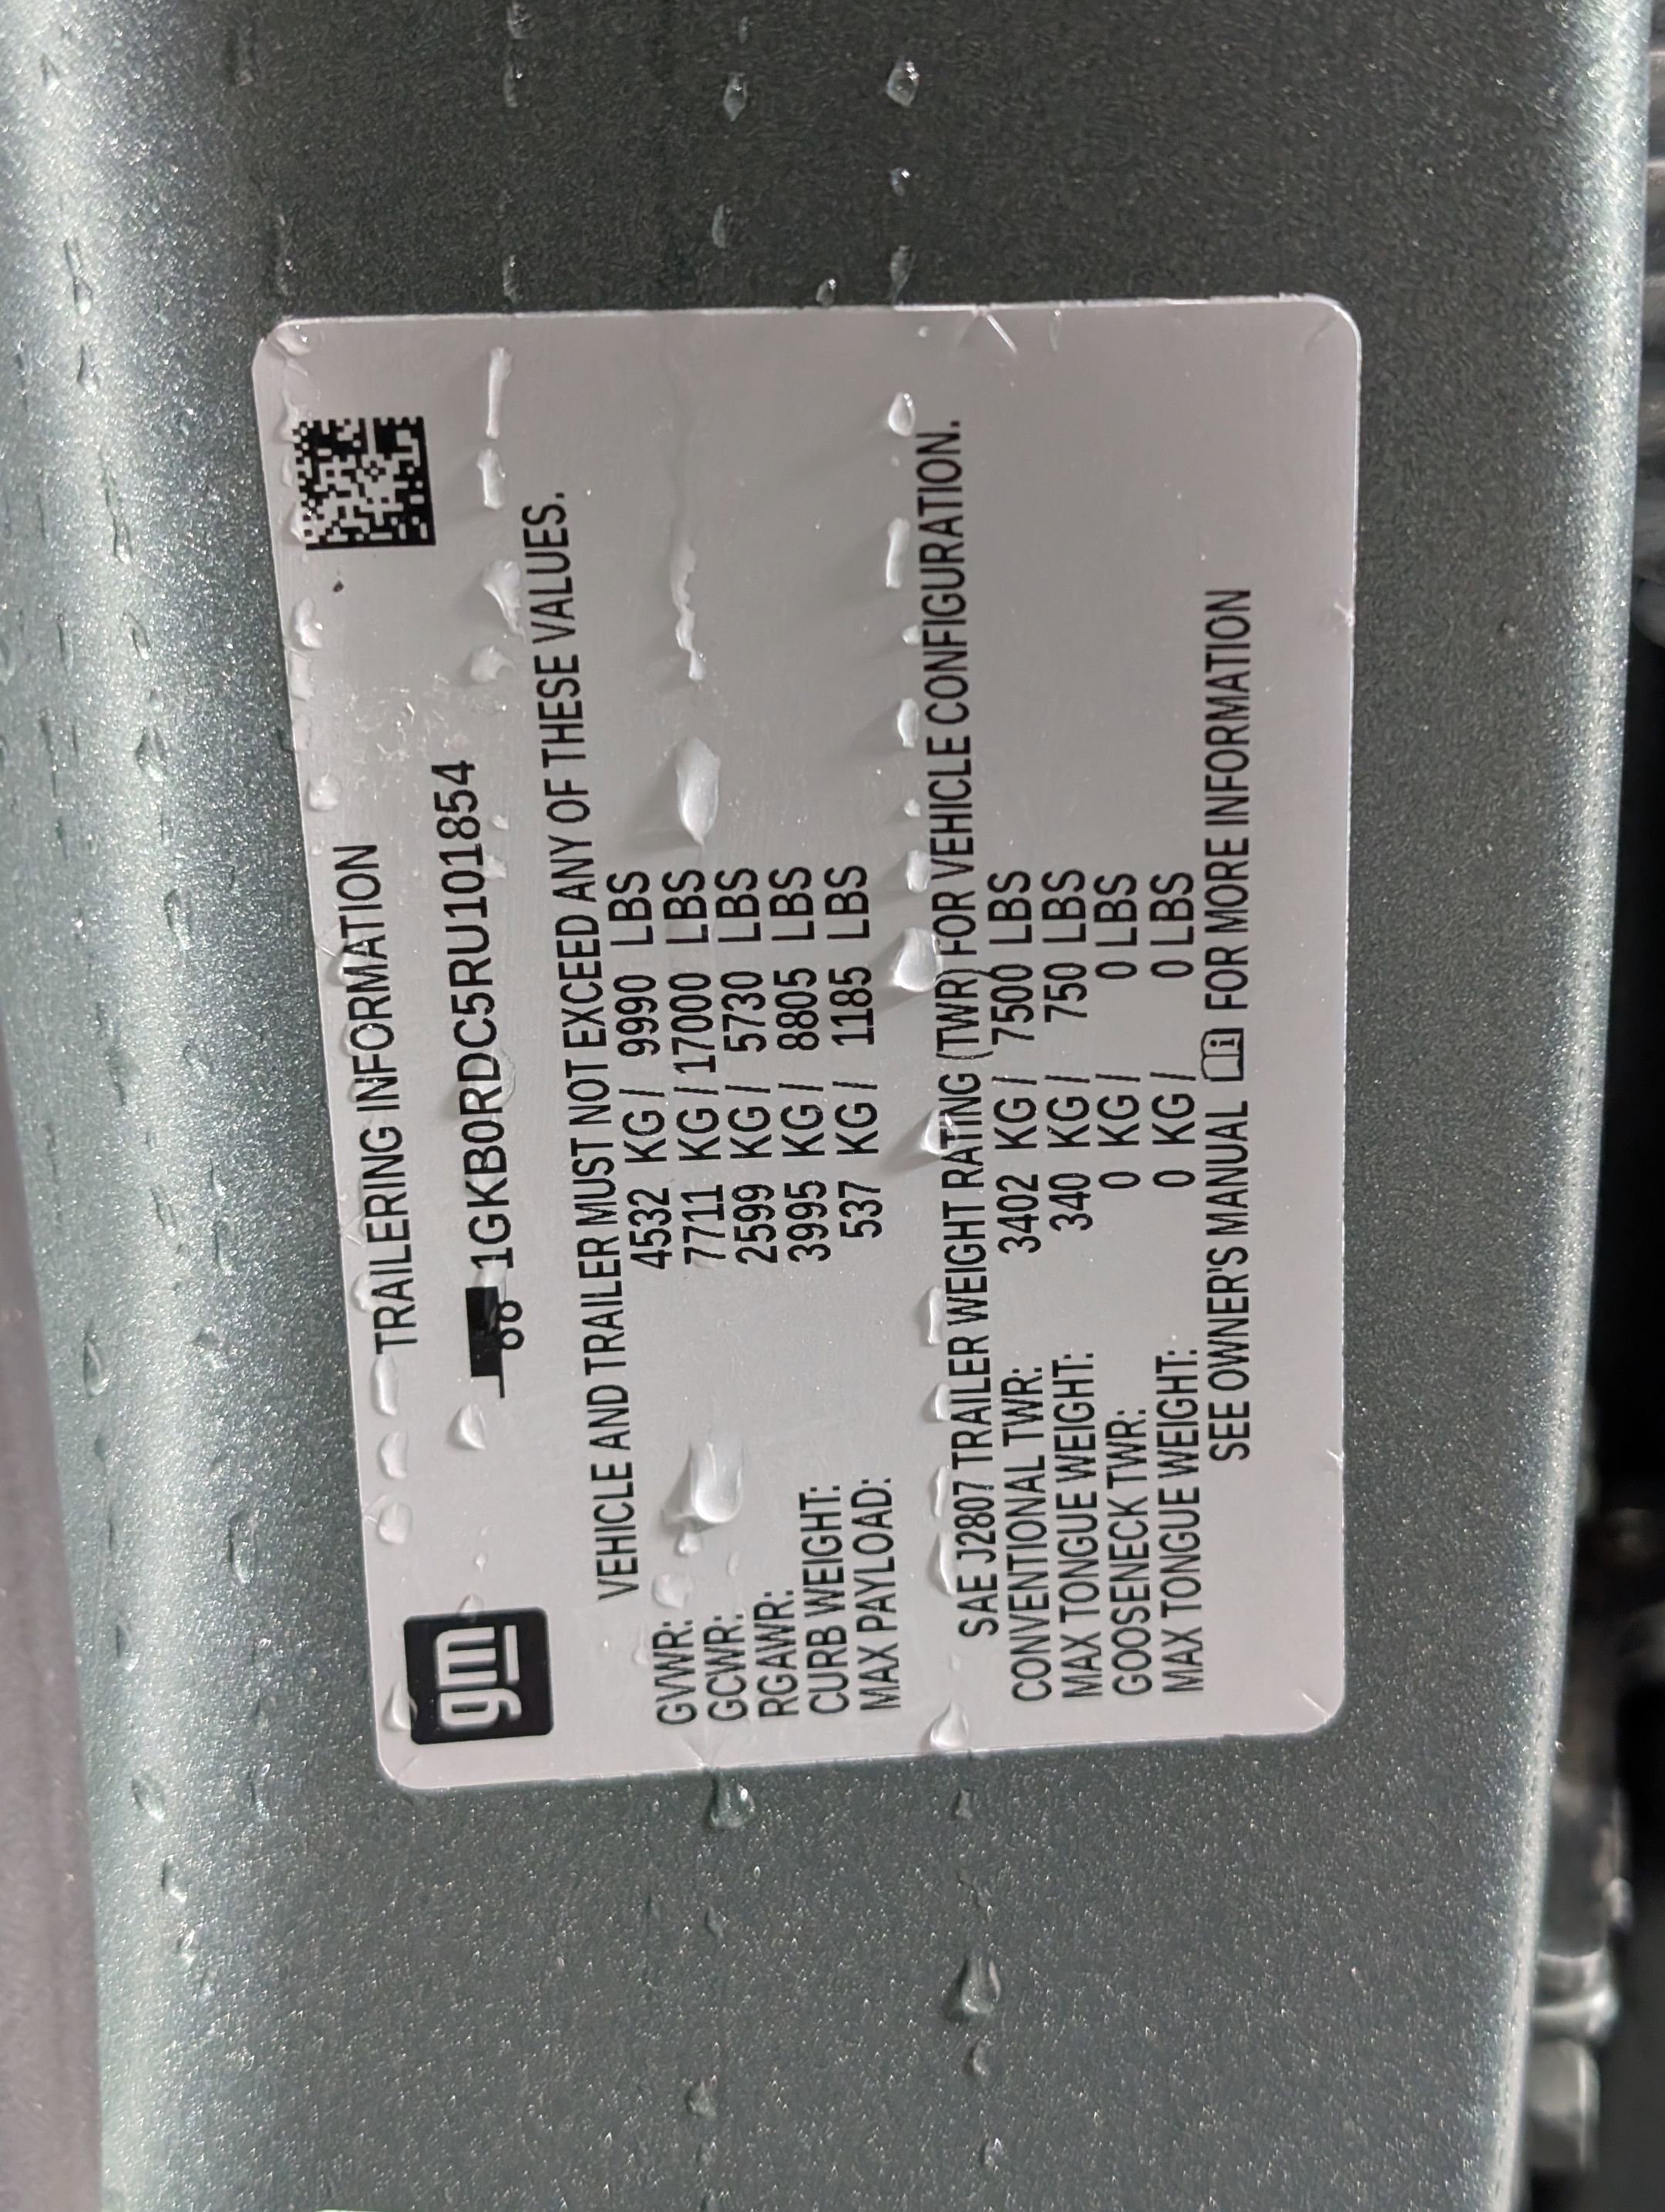 gm
TRAILERING INFORMATION
1GKB0RDC5RU101854
VEHICLE AND TRAILER MUST NOT EXCEED ANY OF THESE VALUES.
GVWR: 4532 KG / 9990 LBS
GCWR: 7711 KG / 17000 LBS
RGAWR: 2599 KG / 5730 LBS
CURB WEIGHT: 3995 KG / 8805 LBS
MAX PAYLOAD: 537 KG / 1185 LBS
SAE J2807 TRAILER WEIGHT RATING (TWR) FOR VEHICLE CONFIGURATION.
CONVENTIONAL TWR: 3402 KG / 7500 LBS
MAX TONGUE WEIGHT: 340 KG / 750 LBS
GOOSENECK TWR: 0 KG / 0 LBS
MAX TONGUE WEIGHT: 0 KG / 0 LBS
SEE OWNER'S MANUAL i FOR MORE INFORMATION